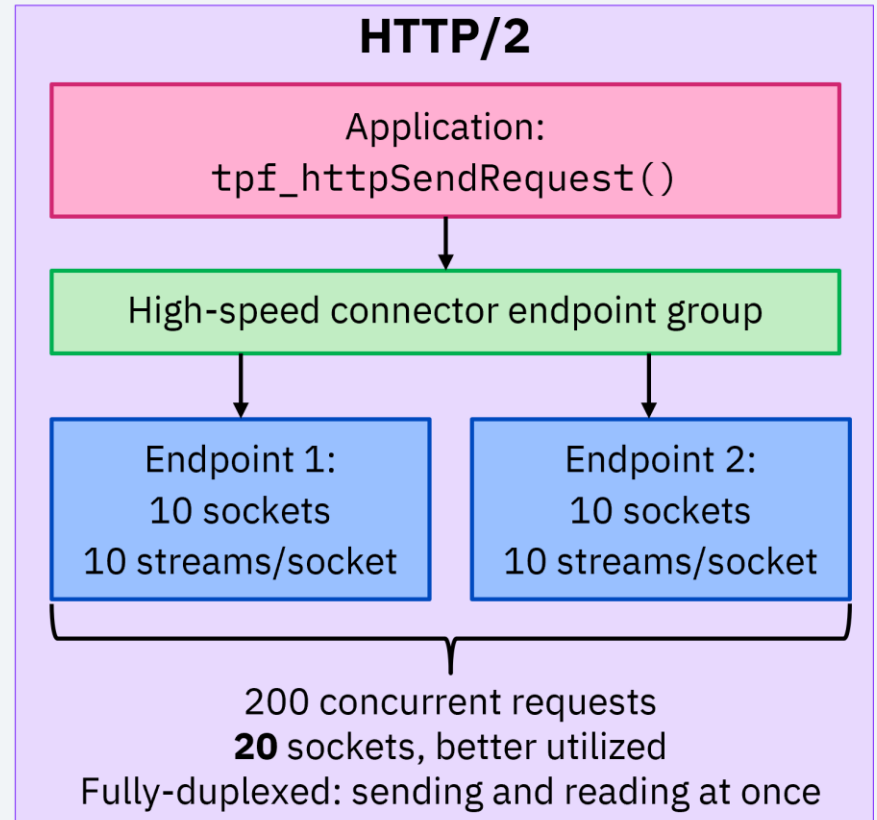 HTTP/2
Application:
tpf_httpSendRequest()
High-speed connector endpoint group
Endpoint 1:
10 sockets
10 streams/socket
Endpoint 2:
10 sockets
10 streams/socket
200 concurrent requests
20 sockets, better utilized
Fully-duplexed: sending and reading at once